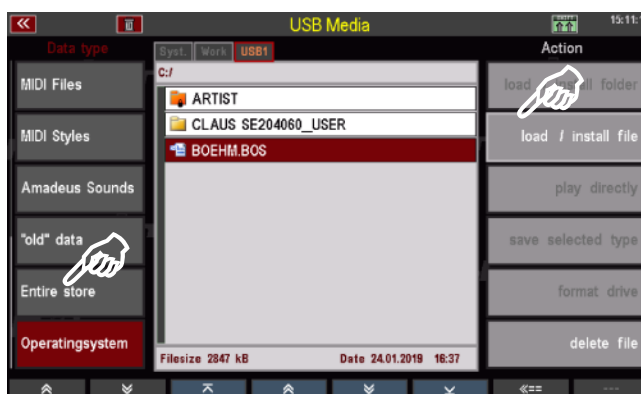 USB Media
15:11:
Data type
Syst. Work USB1
Action
C:/
MIDI Files
MIDI Styles
Amadeus Sounds
"old" data
Entire store
Operatingsystem
ARTIST
CLAUS SE204060_USER
BOEHM.BOS
Filesize 2847 kB Date 24.01.2019 16:37
load folder
load / install file
play directly
save selected type
format drive
delete file
«==
---